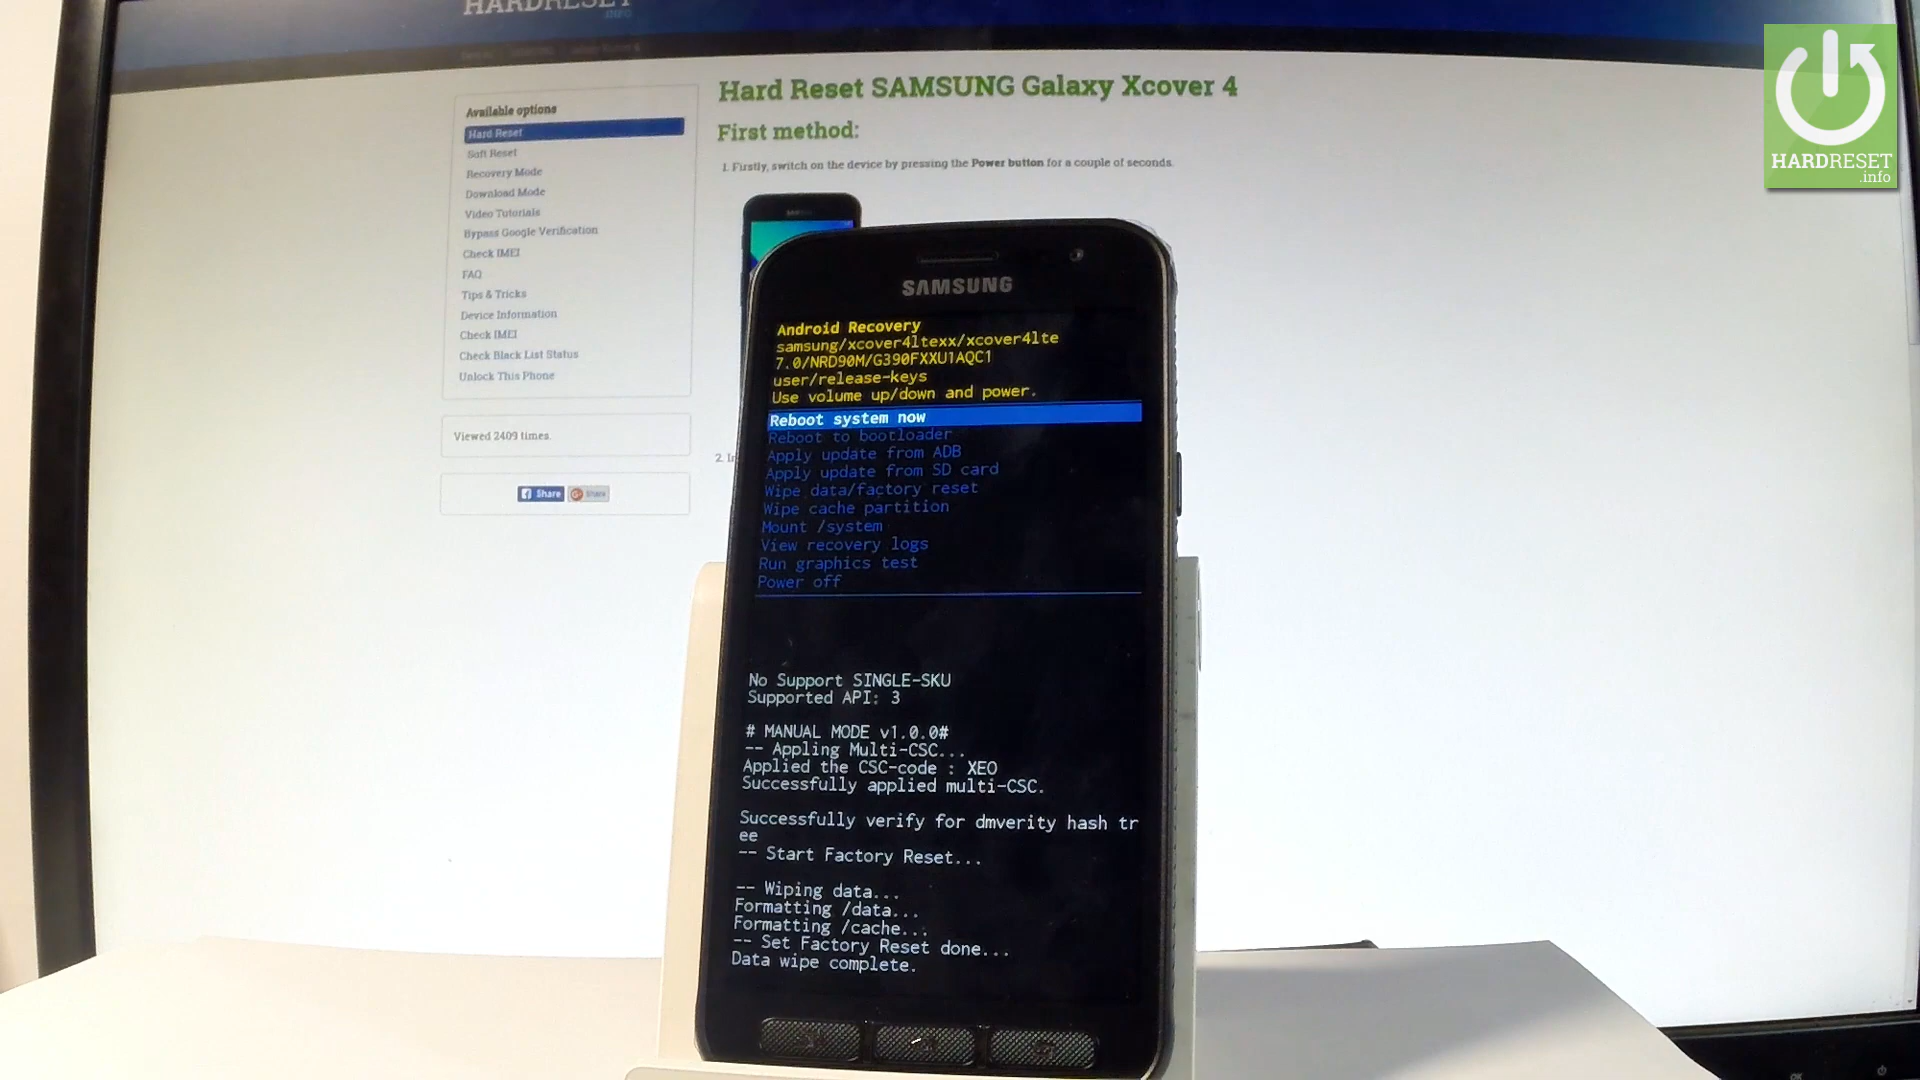 HARDRESET
.INFO
Hard Reset SAMSUNG Galaxy Xcover 4
First method:
1. Firstly, switch on the device by pressing the Power button for a couple of seconds.
2. In
Available options
Hard Reset
Soft Reset
Recovery Mode
Download Mode
Video Tutorials
Bypass Google Verification
Check IMEI
FAQ
Tips & Tricks
Device Information
Check IMEI
Check Black List Status
Unlock This Phone
Viewed 2409 times.
Share
Share
SAMSUNG
Android Recovery
samsung/xcover4ltexx/xcover4lte
7.0/NRD90M/G390FXXU1AQC1
user/release-keys
Use volume up/down and power.
Reboot system now
Reboot to bootloader
Apply update from ADB
Apply update from SD card
Wipe data/factory reset
Wipe cache partition
Mount /system
View recovery logs
Run graphics test
Power off
No Support SINGLE-SKU
Supported API: 3
# MANUAL MODE v1.0.0#
-- Appling Multi-CSC...
Applied the CSC-code : XEO
Successfully applied multi-CSC.
Successfully verify for dmverity hash tr
ee
-- Start Factory Reset...
-- Wiping data...
Formatting /data...
Formatting /cache...
-- Set Factory Reset done...
Data wipe complete.
HARDRESET
.info
OK